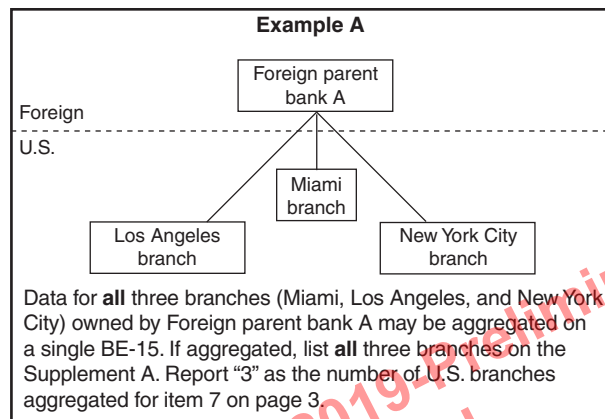 Example A
Foreign parent
bank A
Foreign
U.S.
Miami
branch
Los Angeles
branch
New York City
branch
Data for all three branches (Miami, Los Angeles, and New York
City) owned by Foreign parent bank A may be aggregated on
a single BE-15. If aggregated, list all three branches on the
Supplement A. Report “3” as the number of U.S. branches
aggregated for item 7 on page 3.
2019-Prelimin